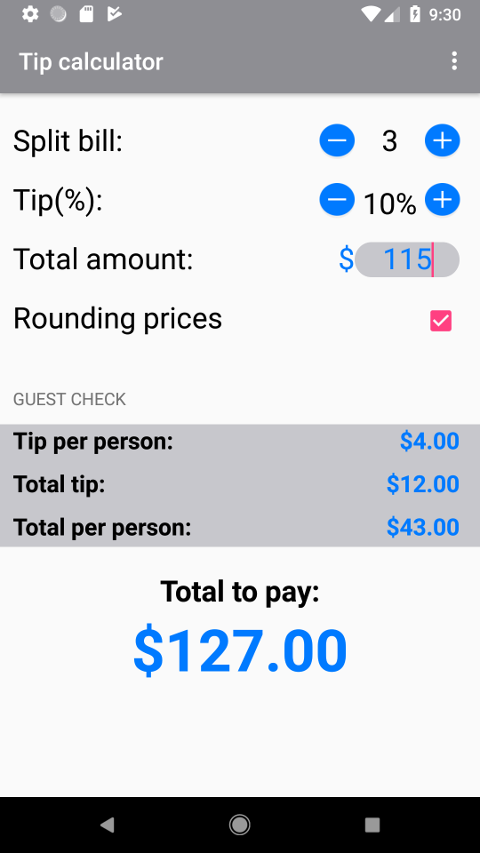 9:30
Tip calculator
Split bill: 3
Tip(%): 10%
Total amount: $ 115
Rounding prices
GUEST CHECK
Tip per person: $4.00
Total tip: $12.00
Total per person: $43.00
Total to pay:
$127.00